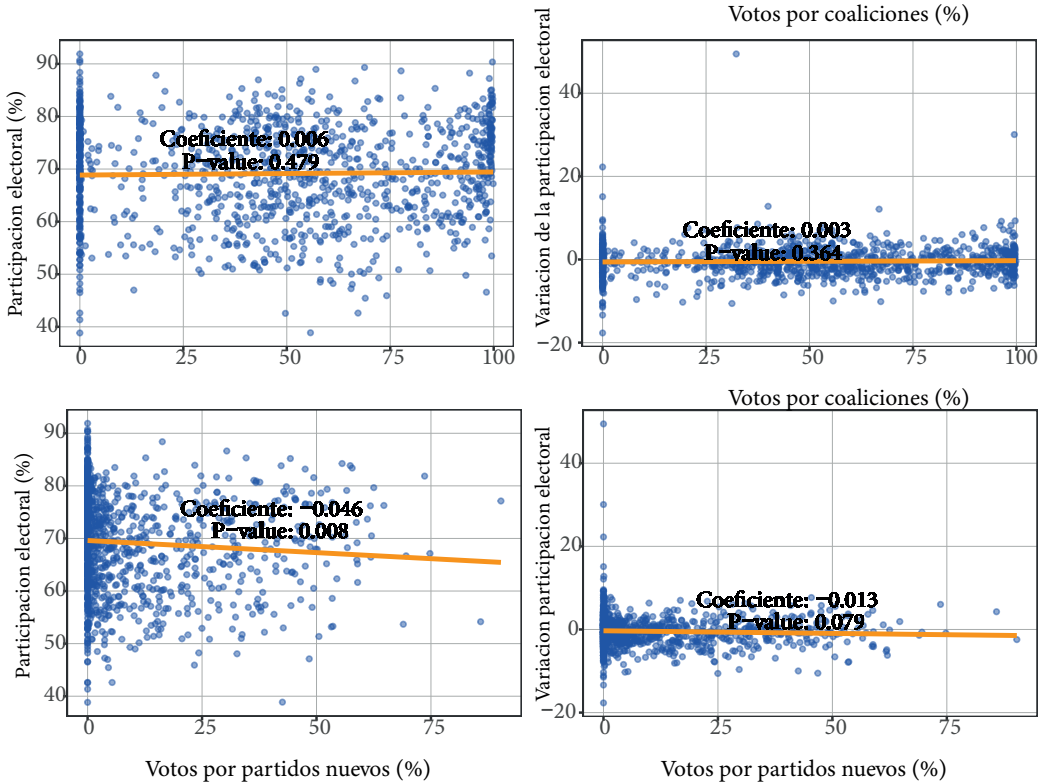 Votos por coaliciones (%)
Participacion electoral (%)
90
80
70
60
50
40
Coeficiente: 0.006
P-value: 0.479
0 25 50 75 100
Variacion de la participacion electoral
40
20
0
-20
Coeficiente: 0.003
P-value: 0.364
0 25 50 75 100
Votos por coaliciones (%)
Participacion electoral (%)
90
80
70
60
50
40
Coeficiente: -0.046
P-value: 0.008
0 25 50 75
Votos por partidos nuevos (%)
Variacion participacion electoral
40
20
0
-20
Coeficiente: -0.013
P-value: 0.079
0 25 50 75
Votos por partidos nuevos (%)